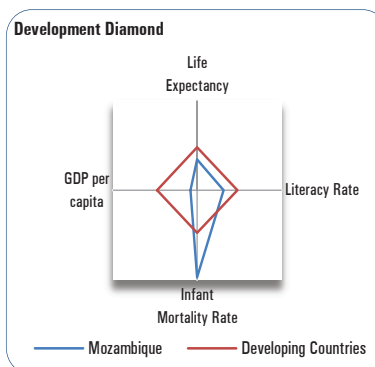 Development Diamond
Life
Expectancy
GDP per
capita
Literacy Rate
Infant
Mortality Rate
Mozambique
Developing Countries